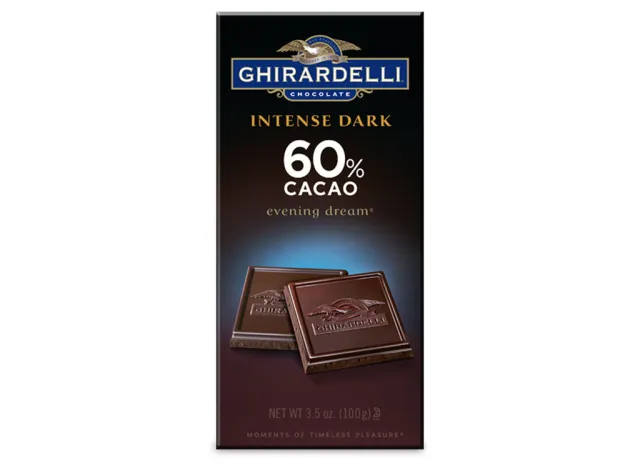 GHIRARDELLI
CHOCOLATE
INTENSE DARK
60%
CACAO
evening dream®
GHIRARDELLI
NET WT 3.5 oz. (100g)
MOMENTS OF TIMELESS PLEASURE®